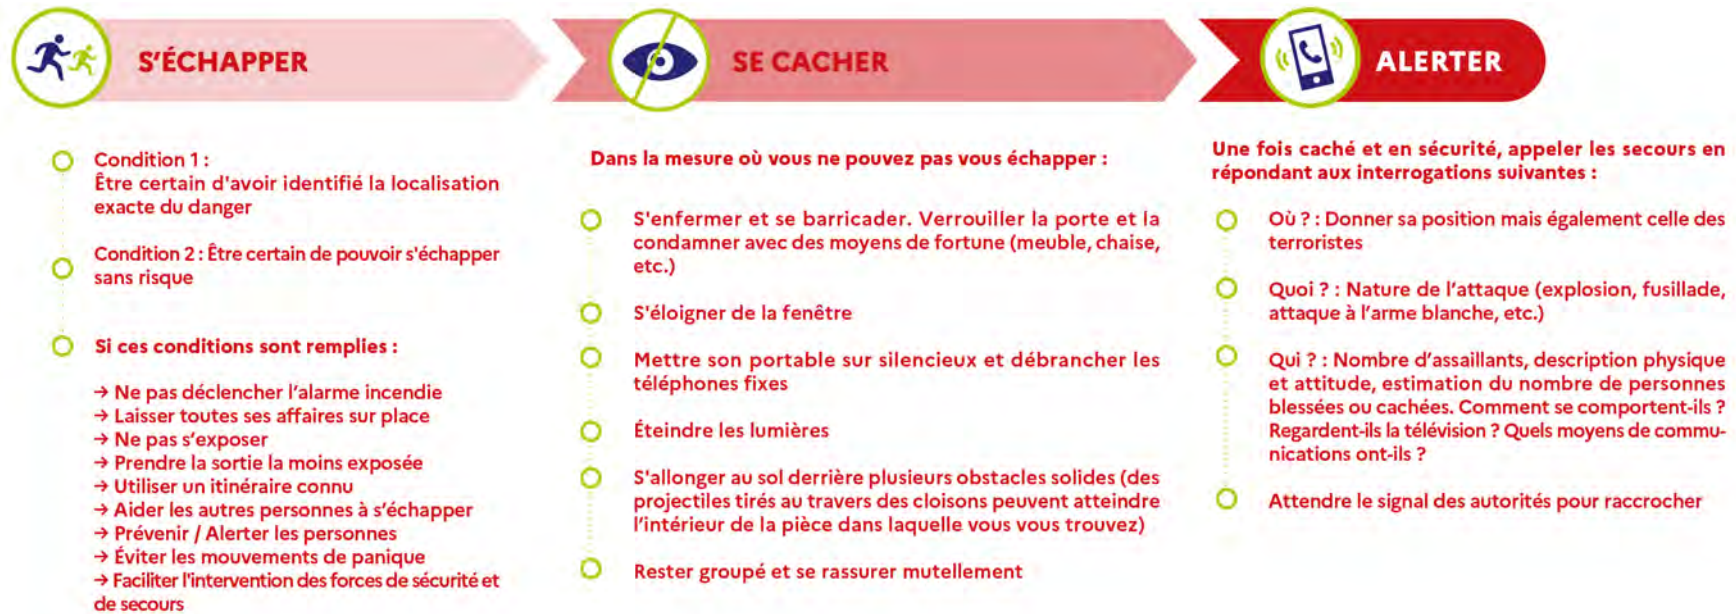 S'ÉCHAPPER
Condition 1 :
Être certain d'avoir identifié la localisation
exacte du danger
Condition 2 : Être certain de pouvoir s'échapper
sans risque
Si ces conditions sont remplies :
→ Ne pas déclencher l'alarme incendie
→ Laisser toutes ses affaires sur place
→ Ne pas s'exposer
→ Prendre la sortie la moins exposée
→ Utiliser un itinéraire connu
→ Aider les autres personnes à s'échapper
→ Prévenir / Alerter les personnes
→ Éviter les mouvements de panique
→ Faciliter l'intervention des forces de sécurité et
de secours
SE CACHER
Dans la mesure où vous ne pouvez pas vous échapper :
S'enfermer et se barricader. Verrouiller la porte et la
condamner avec des moyens de fortune (meuble, chaise,
etc.)
S'éloigner de la fenêtre
Mettre son portable sur silencieux et débrancher les
téléphones fixes
Éteindre les lumières
S'allonger au sol derrière plusieurs obstacles solides (des
projectiles tirés au travers des cloisons peuvent atteindre
l'intérieur de la pièce dans laquelle vous vous trouvez)
Rester groupé et se rassurer mutellement
ALERTER
Une fois caché et en sécurité, appeler les secours en
répondant aux interrogations suivantes :
Où ? : Donner sa position mais également celle des
terroristes
Quoi ? : Nature de l'attaque (explosion, fusillade,
attaque à l'arme blanche, etc.)
Qui ? : Nombre d'assaillants, description physique
et attitude, estimation du nombre de personnes
blessées ou cachées. Comment se comportent-ils ?
Regardent-ils la télévision ? Quels moyens de commu-
nications ont-ils ?
Attendre le signal des autorités pour raccrocher